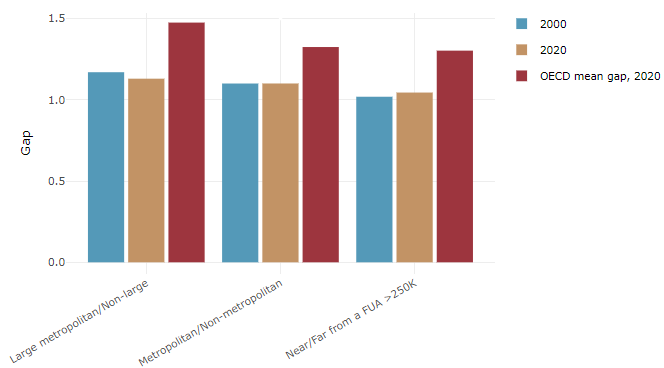 1.5
1.0
0.5
0.0
Gap
Large metropolitan/Non-large
Metropolitan/Non-metropolitan
Near/Far from a FUA >250K
2000
2020
OECD mean gap, 2020